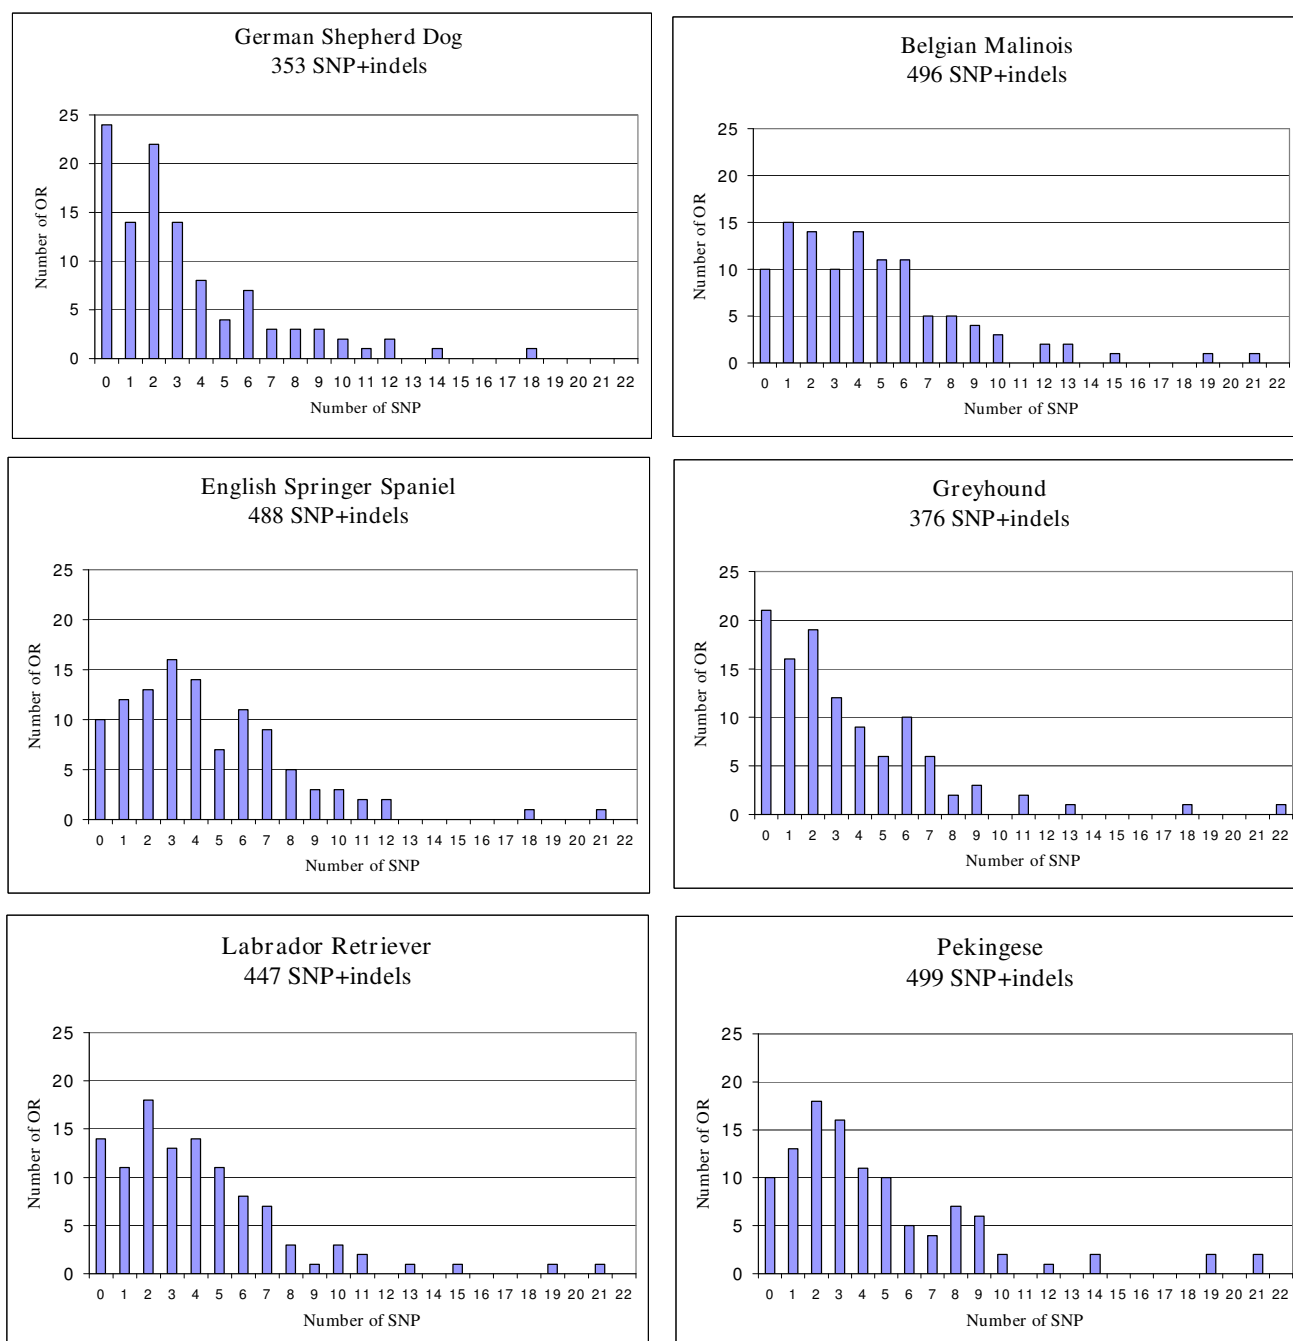 German Shepherd Dog
353 SNP+indels
25
20
15
10
5
0
Number of OR
0 1 2 3 4 5 6 7 8 9 10 11 12 13 14 15 16 17 18 19 20 21 22
Number of SNP
Belgian Malinois
496 SNP+indels
25
20
15
10
5
0
Number of OR
0 1 2 3 4 5 6 7 8 9 10 11 12 13 14 15 16 17 18 19 20 21 22
Number of SNP
English Springer Spaniel
488 SNP+indels
25
20
15
10
5
0
Number of OR
0 1 2 3 4 5 6 7 8 9 10 11 12 13 14 15 16 17 18 19 20 21 22
Number of SNP
Greyhound
376 SNP+indels
25
20
15
10
5
0
Number of OR
0 1 2 3 4 5 6 7 8 9 10 11 12 13 14 15 16 17 18 19 20 21 22
Number of SNP
Labrador Retriever
447 SNP+indels
25
20
15
10
5
0
Number of OR
0 1 2 3 4 5 6 7 8 9 10 11 12 13 14 15 16 17 18 19 20 21 22
Number of SNP
Pekingese
499 SNP+indels
25
20
15
10
5
0
Number of OR
0 1 2 3 4 5 6 7 8 9 10 11 12 13 14 15 16 17 18 19 20 21 22
Number of SNP